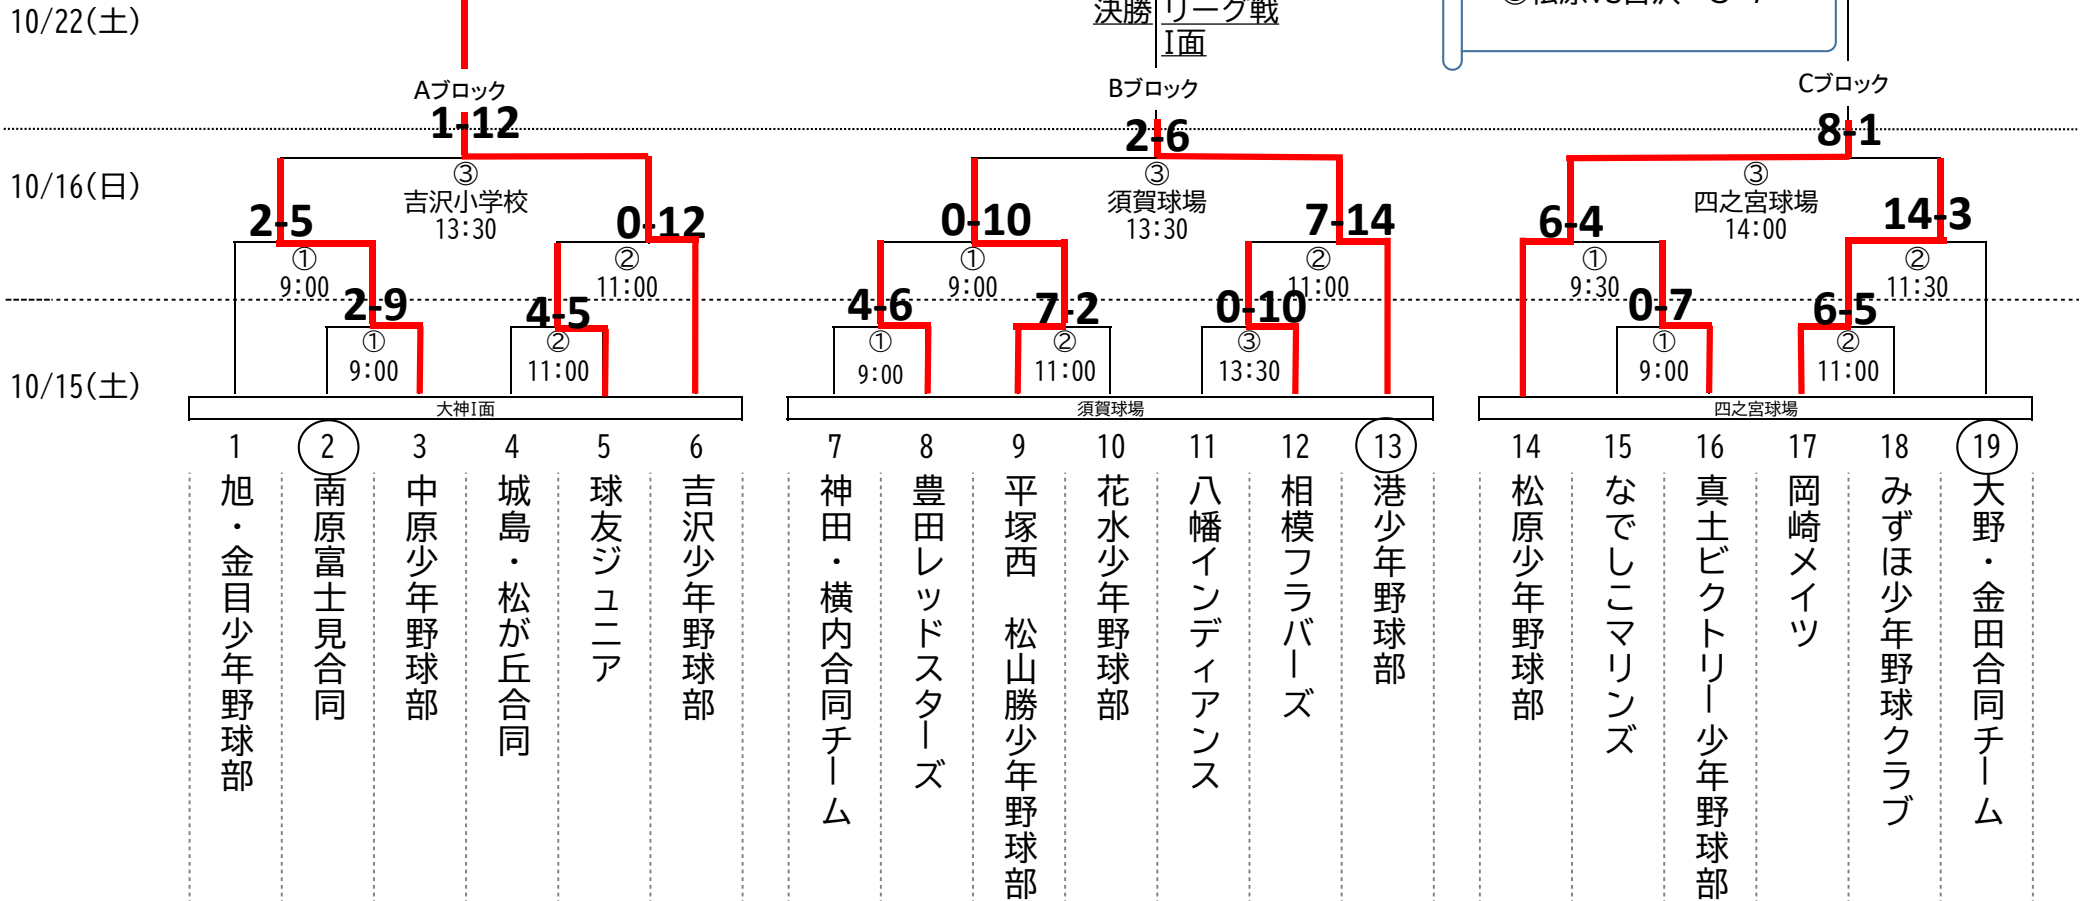 10/22(土)
決勝 リーグ戦
I面
Aブロック
Bブロック
Cブロック
1-12
2-6
8-1
10/16(日)
③
吉沢小学校
13:30
③
須賀球場
13:30
③
四之宮球場
14:00
2-5
0-12
0-10
7-14
6-4
14-3
①
9:00
②
11:00
①
9:00
②
11:00
①
9:30
②
11:30
2-9
4-5
4-6
7-2
0-10
0-7
6-5
①
9:00
②
11:00
①
9:00
②
11:00
③
13:30
①
9:00
②
11:00
10/15(土)
大神I面
須賀球場
四之宮球場
1 2 3 4 5 6 7 8 9 10 11 12 13 14 15 16 17 18 19
旭・金目少年野球部
南原富士見合同
中原少年野球部
城島・松が丘合同
球友ジュニア
吉沢少年野球部
神田・横内合同チーム
豊田レッドスターズ
平塚西 松山勝少年野球部
花水少年野球部
八幡インディアンス
相模フラバーズ
港少年野球部
松原少年野球部
なでしこマリンズ
真土ビクトリー少年野球部
岡崎メイツ
みずほ少年野球クラブ
大野・金田合同チーム